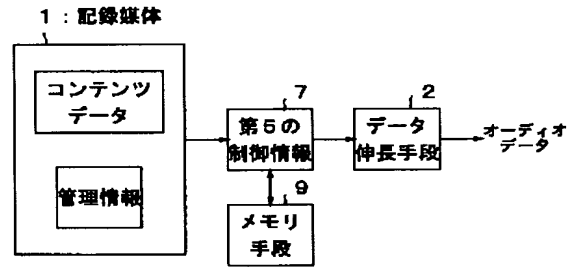 1：記録媒体
コンテンツ
データ
管理情報
7
第5の
制御情報
2
データ
伸長手段
オーディオ
データ
9
メモリ
手段